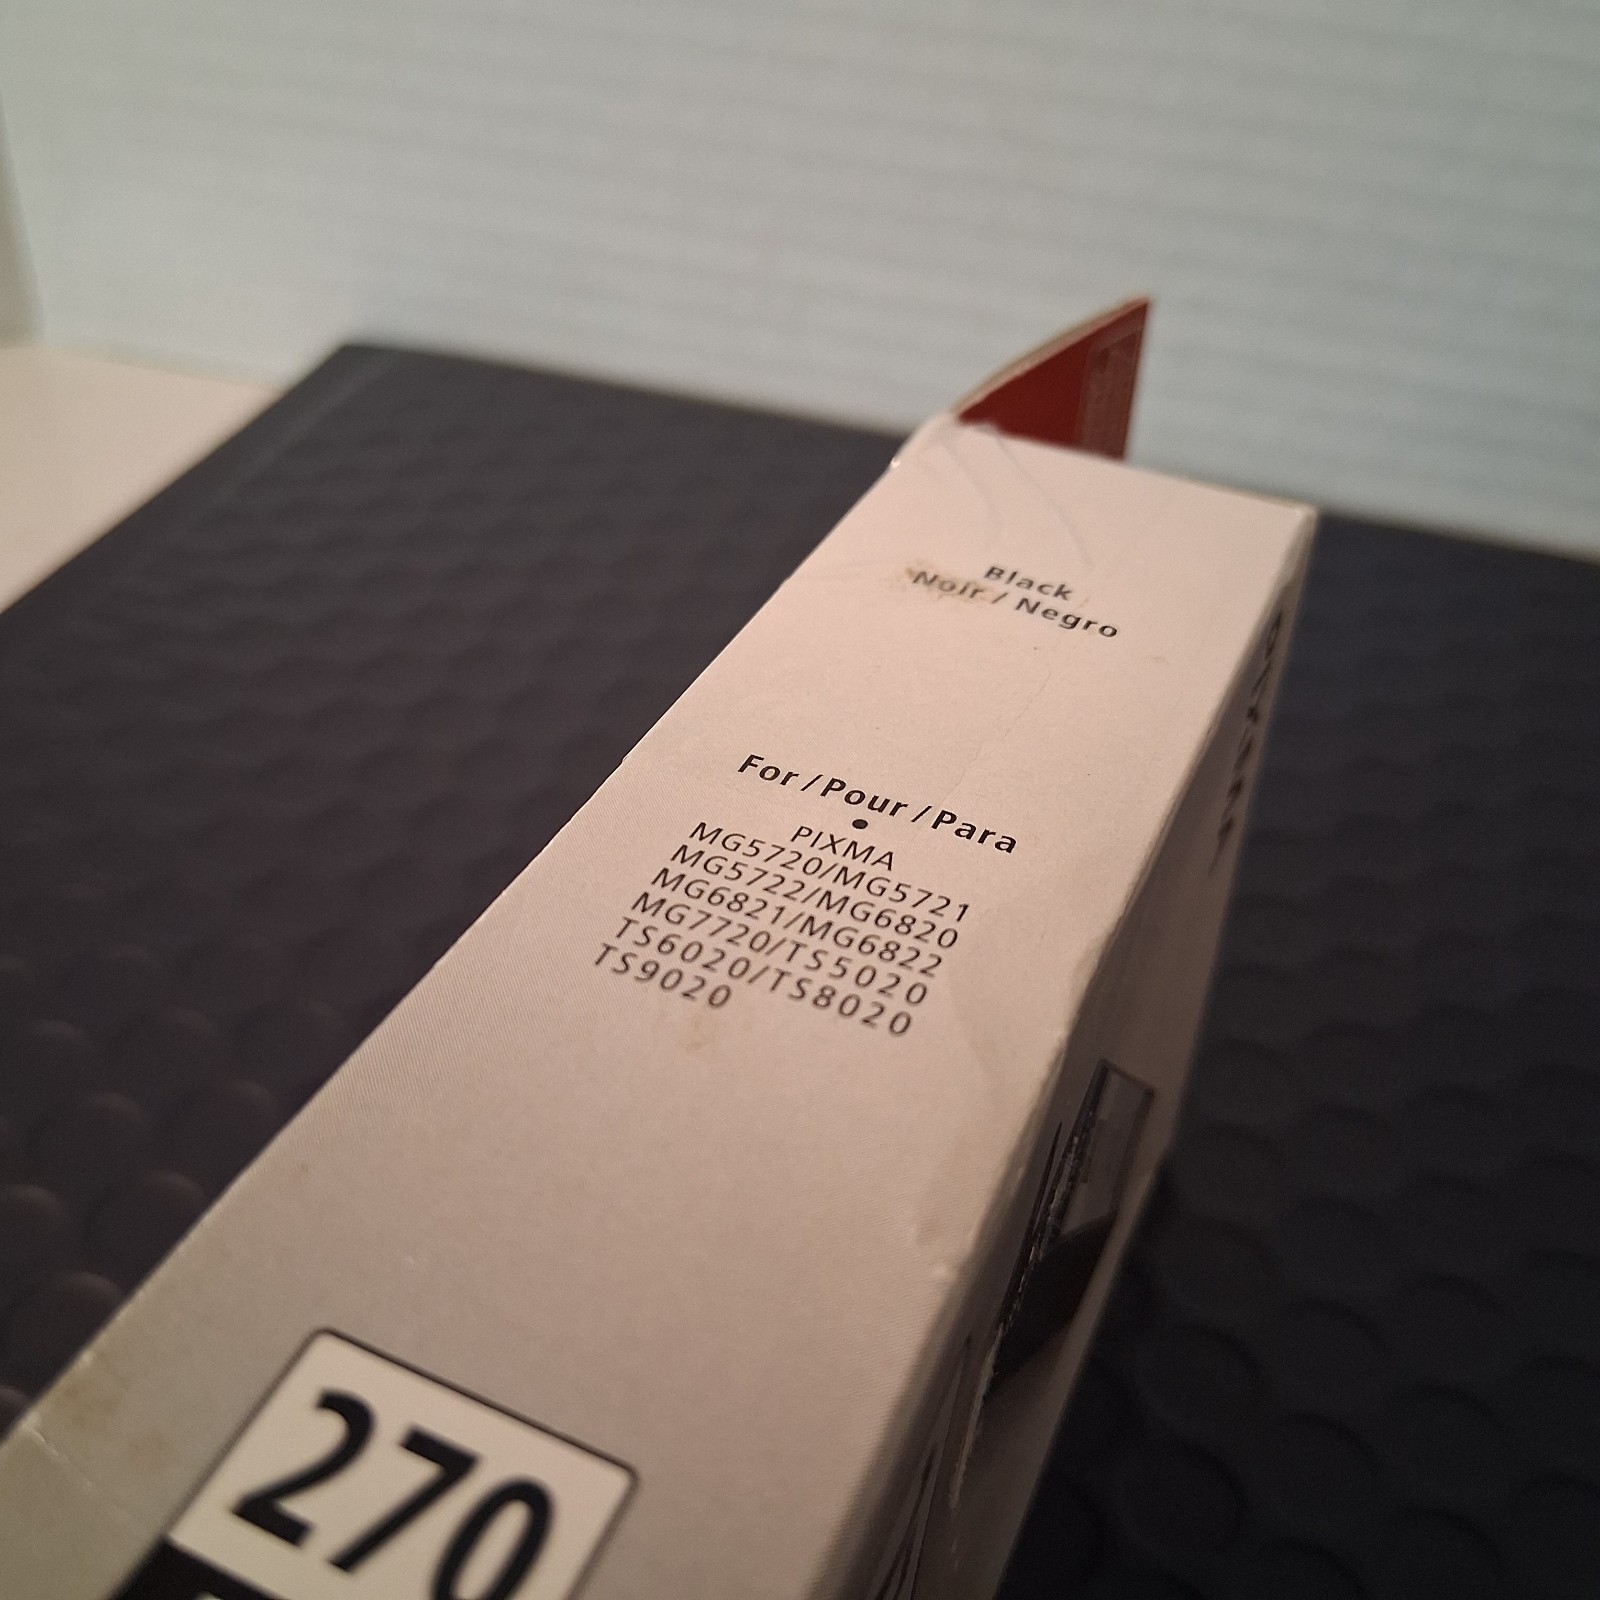 Black
Noir / Negro
For / Pour / Para
PIXMA
MG5720/MG5721
MG5722/MG6820
MG6821/MG6822
MG7720/TS5020
TS6020/TS8020
TS9020
270